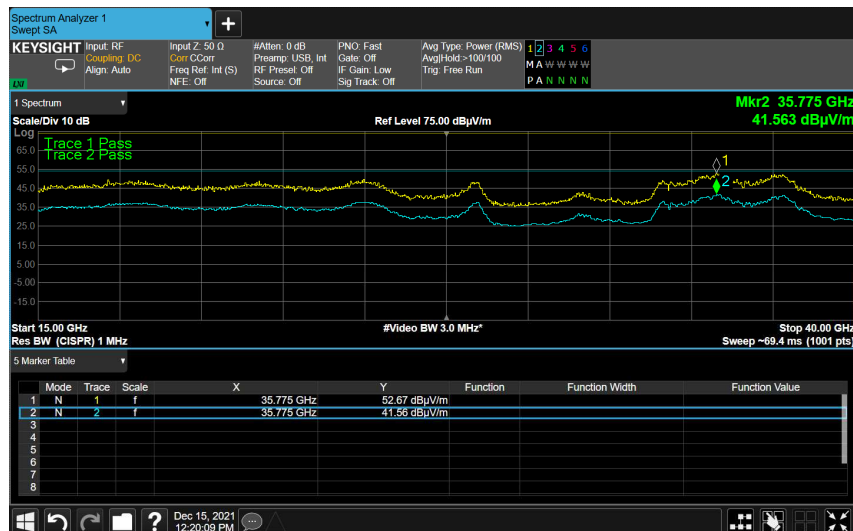 Spectrum Analyzer 1
Swept SA
+
KEYSIGHT Input: RF Input Z: 50 Ω #Atten: 0 dB PNO: Fast Avg Type: Power (RMS) 1 2 3 4 5 6
Coupling: DC Corr CCorr Preamp: USB, Int Gate: Off Avg|Hold:>100/100 M A W W W W
Align: Auto Freq Ref: Int (S) RF Presel: Off IF Gain: Low Trig: Free Run
LXI NFE: Off Source: Off Sig Track: Off P A N N N N
1 Spectrum Mkr2 35.775 GHz
Scale/Div 10 dB Ref Level 75.00 dBµV/m 41.563 dBµV/m
Log
Trace 1 Pass
65.0 Trace 2 Pass
1
55.0
2
45.0
35.0
25.0
15.0
5.00
-5.00
-15.0
Start 15.00 GHz #Video BW 3.0 MHz* Stop 40.00 GHz
Res BW (CISPR) 1 MHz Sweep ~69.4 ms (1001 pts)
5 Marker Table
Mode Trace Scale X Y Function Function Width Function Value
1 N 1 f 35.775 GHz 52.67 dBµV/m
2 N 2 f 35.775 GHz 41.56 dBµV/m
3
4
5
6
7
8
? Dec 15, 2021
12:20:09 PM